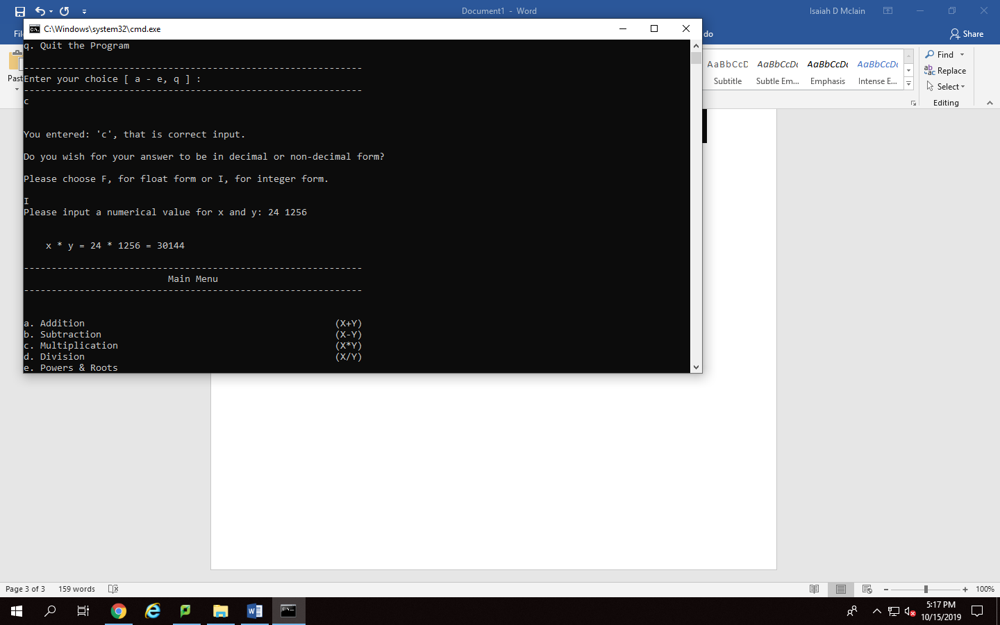 Document1 - Word
Isaiah D Mclain
C:\Windows\system32\cmd.exe
do
Share
q. Quit the Program
-------------------------------------------------------------
Enter your choice [ a - e, q ] :
-------------------------------------------------------------
c
You entered: 'c', that is correct input.
Do you wish for your answer to be in decimal or non-decimal form?
Please choose F, for float form or I, for integer form.
I
Please input a numerical value for x and y: 24 1256
x * y = 24 * 1256 = 30144
-------------------------------------------------------------
Main Menu
-------------------------------------------------------------
a. Addition (X+Y)
b. Subtraction (X-Y)
c. Multiplication (X*Y)
d. Division (X/Y)
e. Powers & Roots
AaBbCcD AaBbCcDc AaBbCcDc AaBbCcDc
Subtitle Subtle Em... Emphasis Intense E...
Find
Replace
Select
Editing
Page 3 of 3 159 words
100%
5:17 PM
10/15/2019